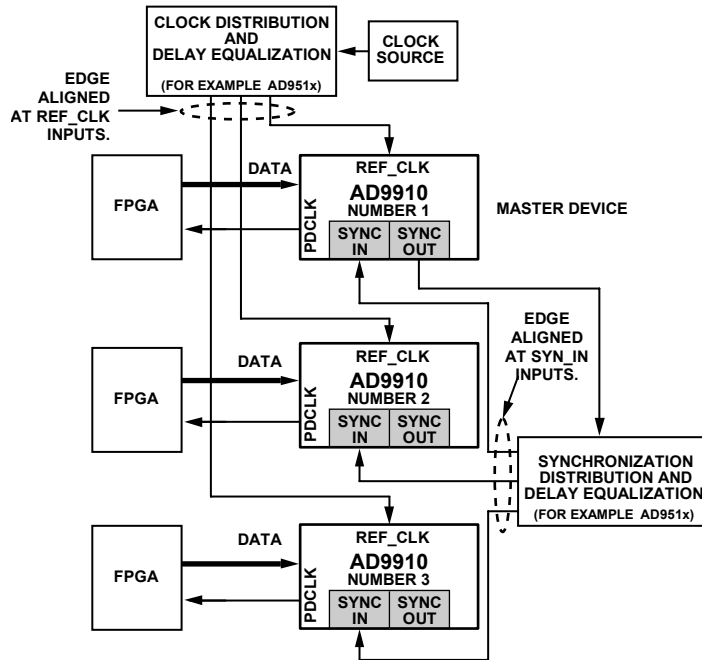 CLOCK DISTRIBUTION
AND
DELAY EQUALIZATION
(FOR EXAMPLE AD951x)
CLOCK
SOURCE
EDGE
ALIGNED
AT REF_CLK
INPUTS.
FPGA
DATA
PDCLK
REF_CLK
AD9910
NUMBER 1
SYNC
IN
SYNC
OUT
MASTER DEVICE
FPGA
DATA
PDCLK
REF_CLK
AD9910
NUMBER 2
SYNC
IN
SYNC
OUT
EDGE
ALIGNED
AT SYN_IN
INPUTS.
SYNCHRONIZATION
DISTRIBUTION AND
DELAY EQUALIZATION
(FOR EXAMPLE AD951x)
FPGA
DATA
PDCLK
REF_CLK
AD9910
NUMBER 3
SYNC
IN
SYNC
OUT